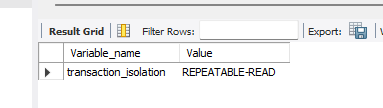 Result Grid Filter Rows: Export:
Variable_name Value
transaction_isolation REPEATABLE-READ